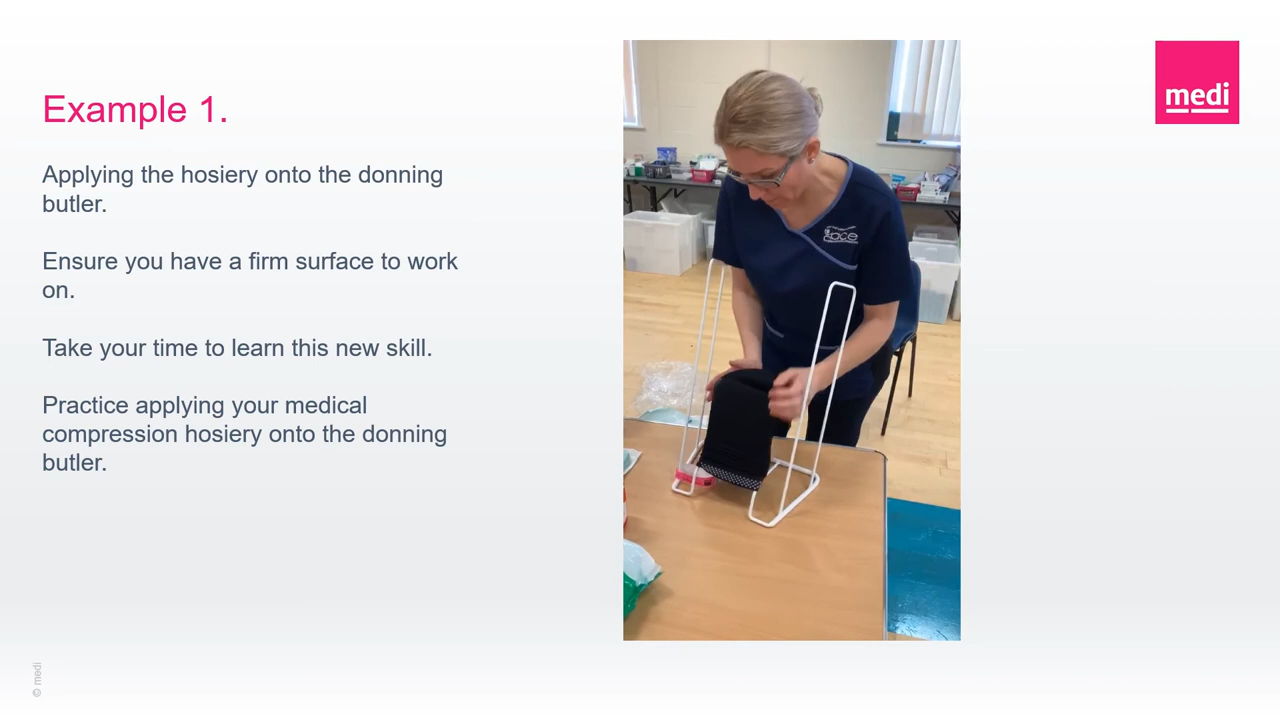 Example 1.
Applying the hosiery onto the donning
butler.
Ensure you have a firm surface to work
on.
Take your time to learn this new skill.
Practice applying your medical
compression hosiery onto the donning
butler.
medi
© medi